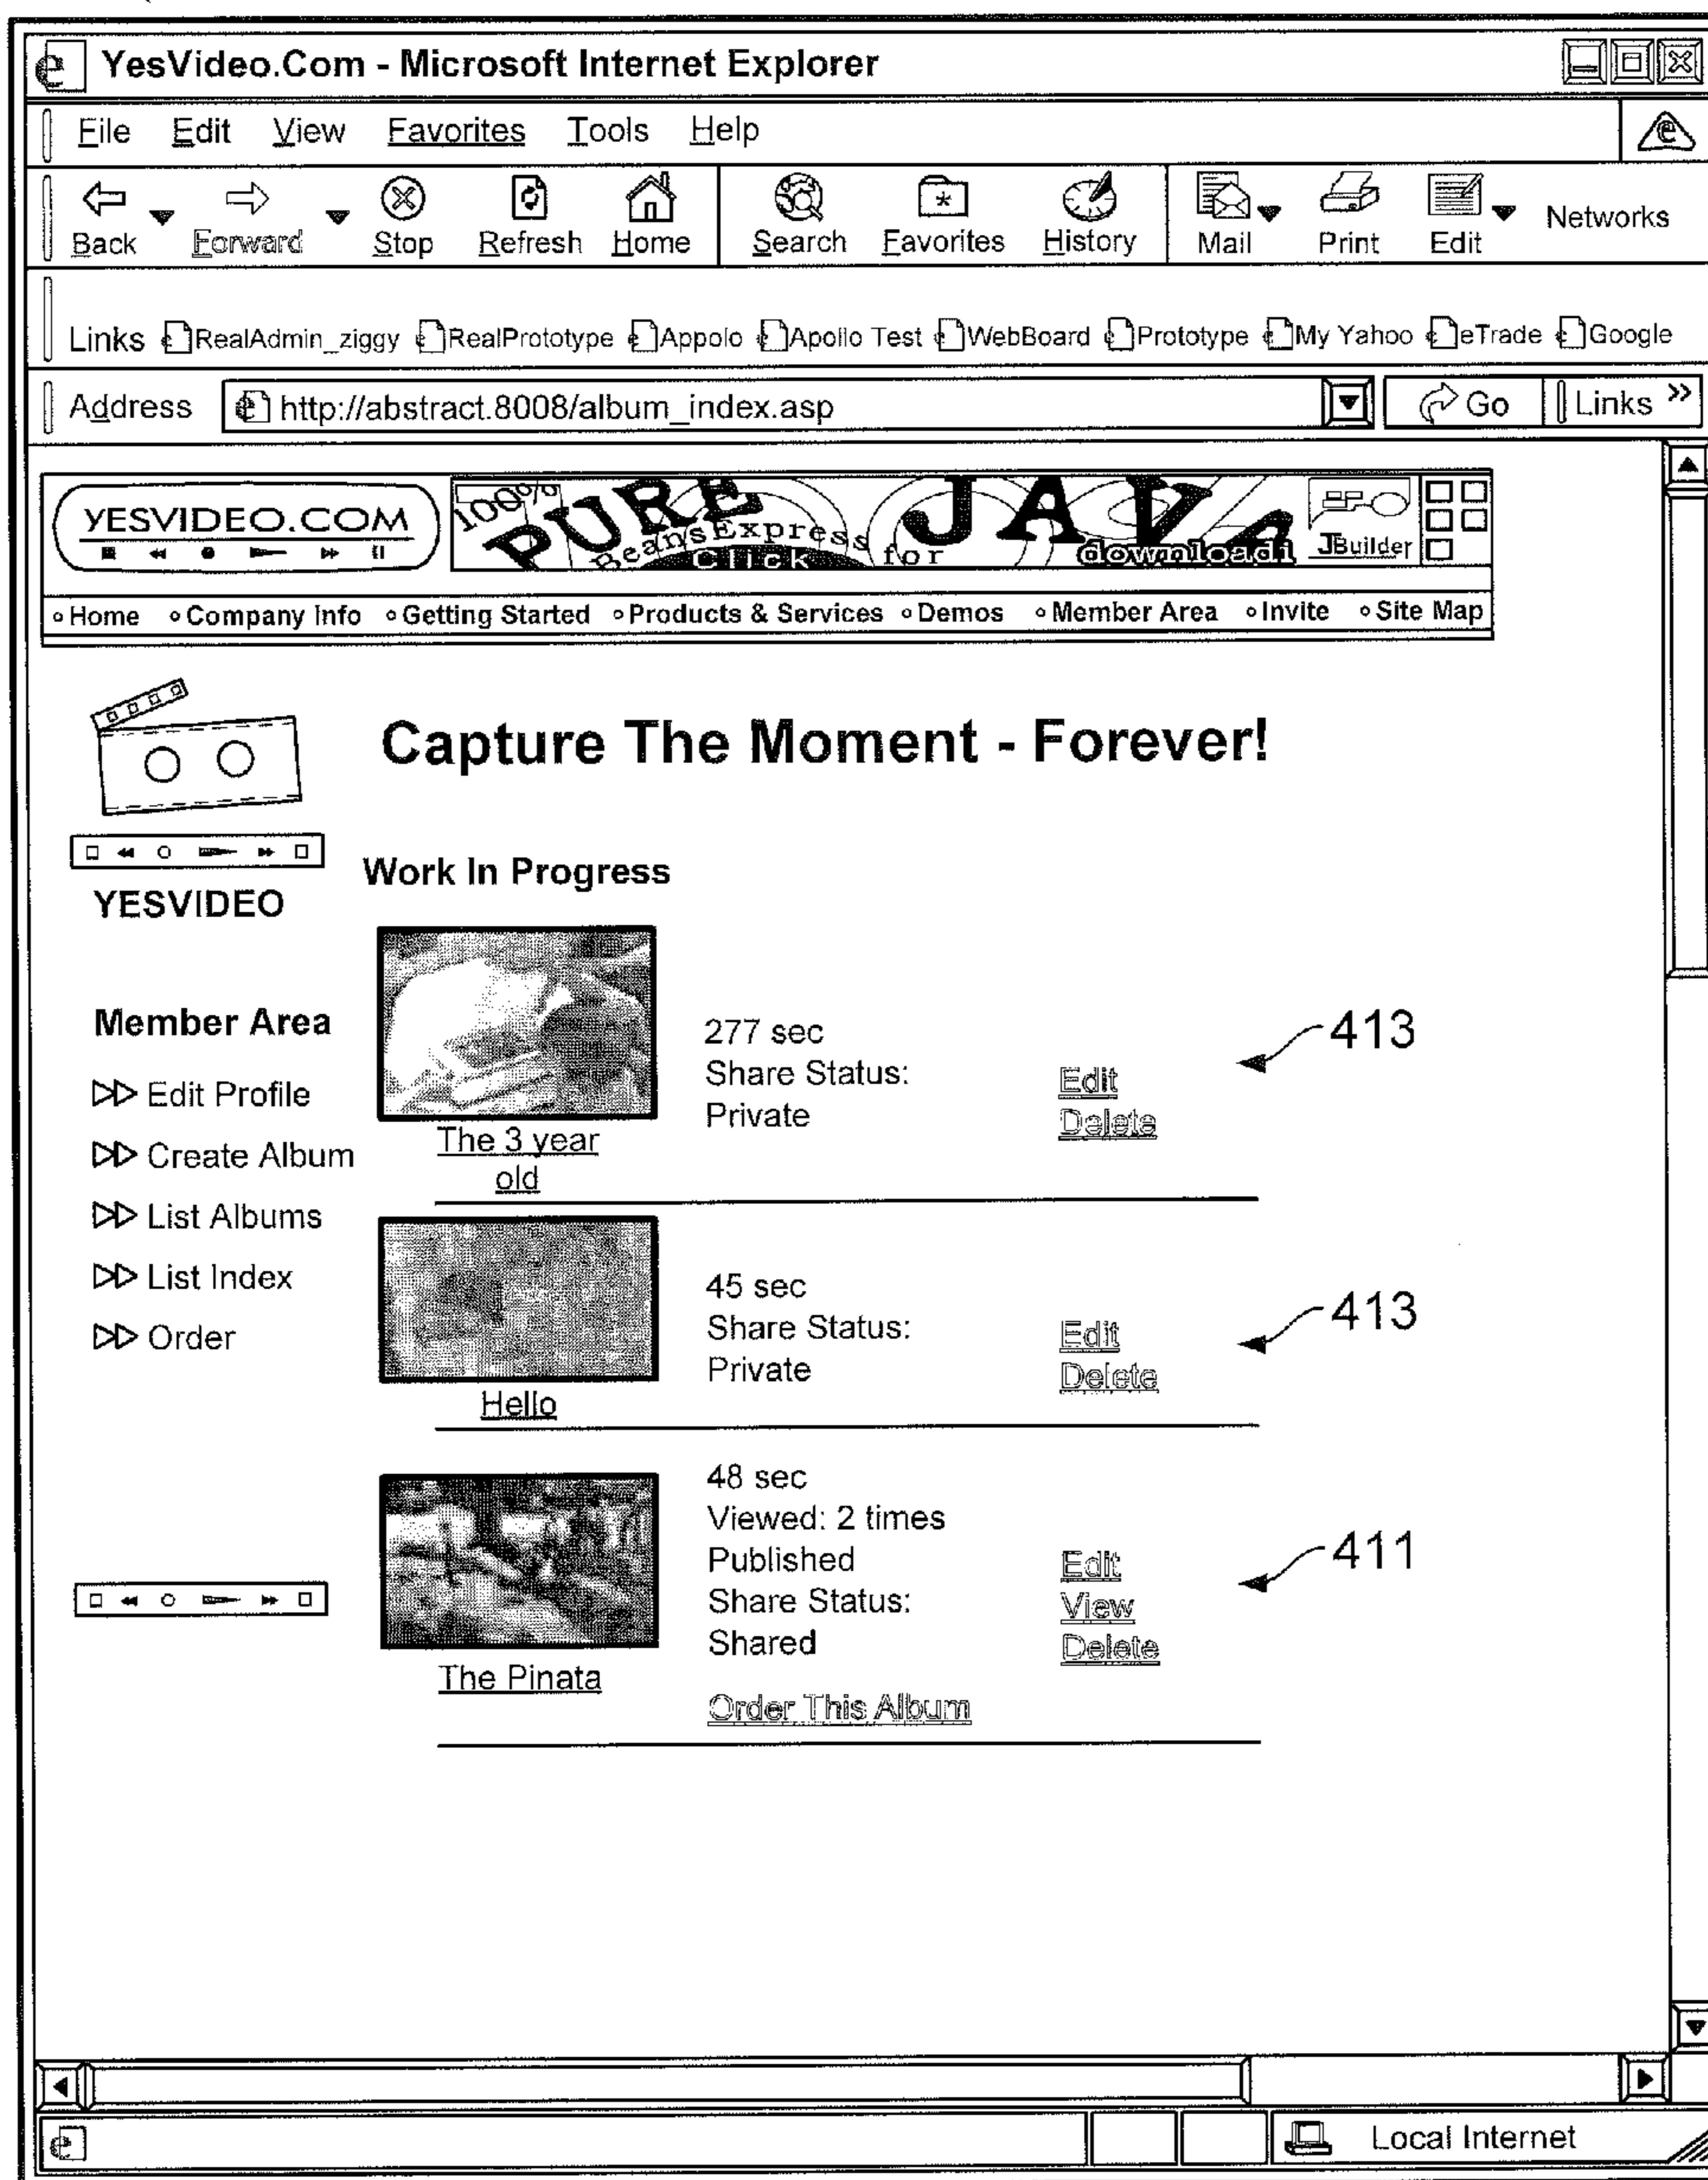 YesVideo.Com - Microsoft Internet Explorer
File Edit View Favorites Tools Help
Back Forward Stop Refresh Home Search Favorites History Mail Print Edit Networks
Links RealAdmin_ziggy RealPrototype Appolo Apollo Test WebBoard Prototype My Yahoo eTrade Google
Address http://abstract.8008/album_index.asp Go Links »
YESVIDEO.COM
100% PURE JAVA
BeansExpress for JBuilder
Click downloadi
Home Company Info Getting Started Products & Services Demos Member Area Invite Site Map
Capture The Moment - Forever!
YESVIDEO
Member Area
Edit Profile
Create Album
List Albums
List Index
Order
Work In Progress
The 3 year
old
277 sec
Share Status:
Private
Edit
Delete
413
Hello
45 sec
Share Status:
Private
Edit
Delete
413
The Pinata
48 sec
Viewed: 2 times
Published
Share Status:
Shared
Order This Album
Edit
View
Delete
411
Local Internet